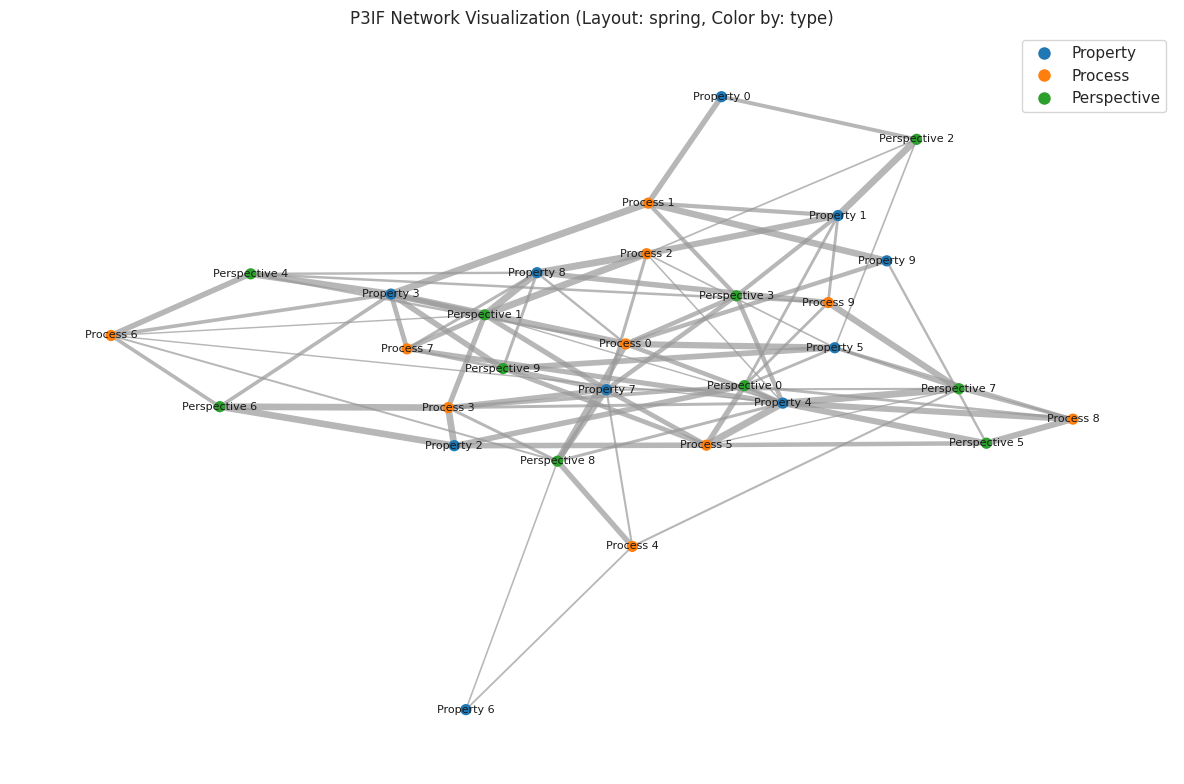 P3IF Network Visualization (Layout: spring, Color by: type)
Property
Process
Perspective
Property 0
Perspective 2
Process 1
Property 1
Process 2
Property 9
Perspective 4
Property 8
Property 3
Perspective 3
Process 9
Perspective 1
Process 6
Process 7
Process 0
Property 5
Perspective 9
Property 7
Perspective 0
Perspective 7
Property 4
Perspective 6
Process 3
Process 8
Property 2
Process 5
Perspective 5
Perspective 8
Process 4
Property 6